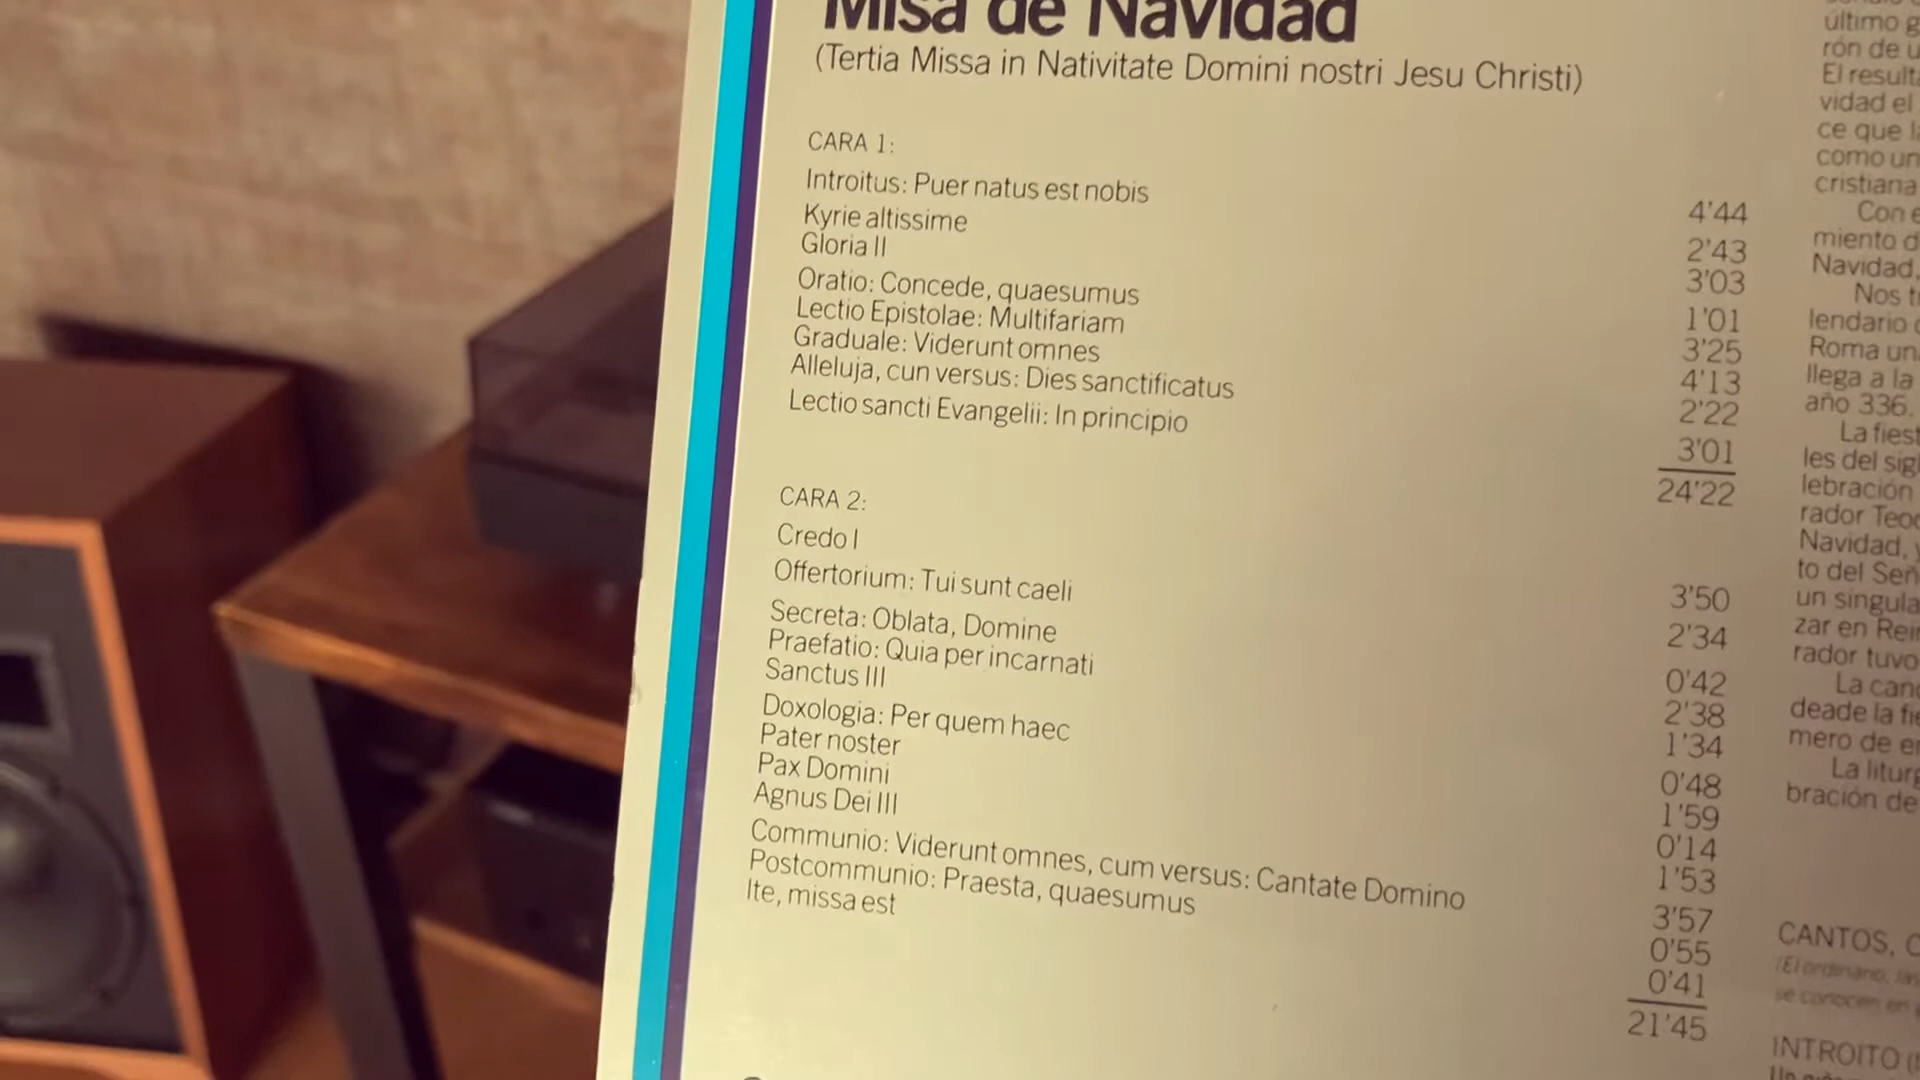 Misa de Navidad
(Tertia Missa in Nativitate Domini nostri Jesu Christi)
CARA 1:
Introitus: Puer natus est nobis 4'44
Kyrie altissime 2'43
Gloria II 3'03
Oratio: Concede, quaesumus 1'01
Lectio Epistolae: Multifariam 3'25
Graduale: Viderunt omnes 4'13
Alleluja, cun versus: Dies sanctificatus 2'22
Lectio sancti Evangelii: In principio 3'01
24'22
CARA 2:
Credo I 3'50
Offertorium: Tui sunt caeli 2'34
Secreta: Oblata, Domine 0'42
Praefatio: Quia per incarnati 2'38
Sanctus III 1'34
Doxologia: Per quem haec 0'48
Pater noster 1'59
Pax Domini 0'14
Agnus Dei III 1'53
Communio: Viderunt omnes, cum versus: Cantate Domino 3'57
Postcommunio: Praesta, quaesumus 0'55
Ite, missa est 0'41
21'45
último
rón de
El
vidad el
ce que
como
cristiana
Con
miento
Navidad,
Nos
lendario
Roma
llega a la
año 336.
La
les del
lebración
rador
Navidad,
to del
un
zar en
rador tuvo
La
deade la
mero de
La
bración de
CANTOS,
(El ordinario,
se conocen en
INTROITO